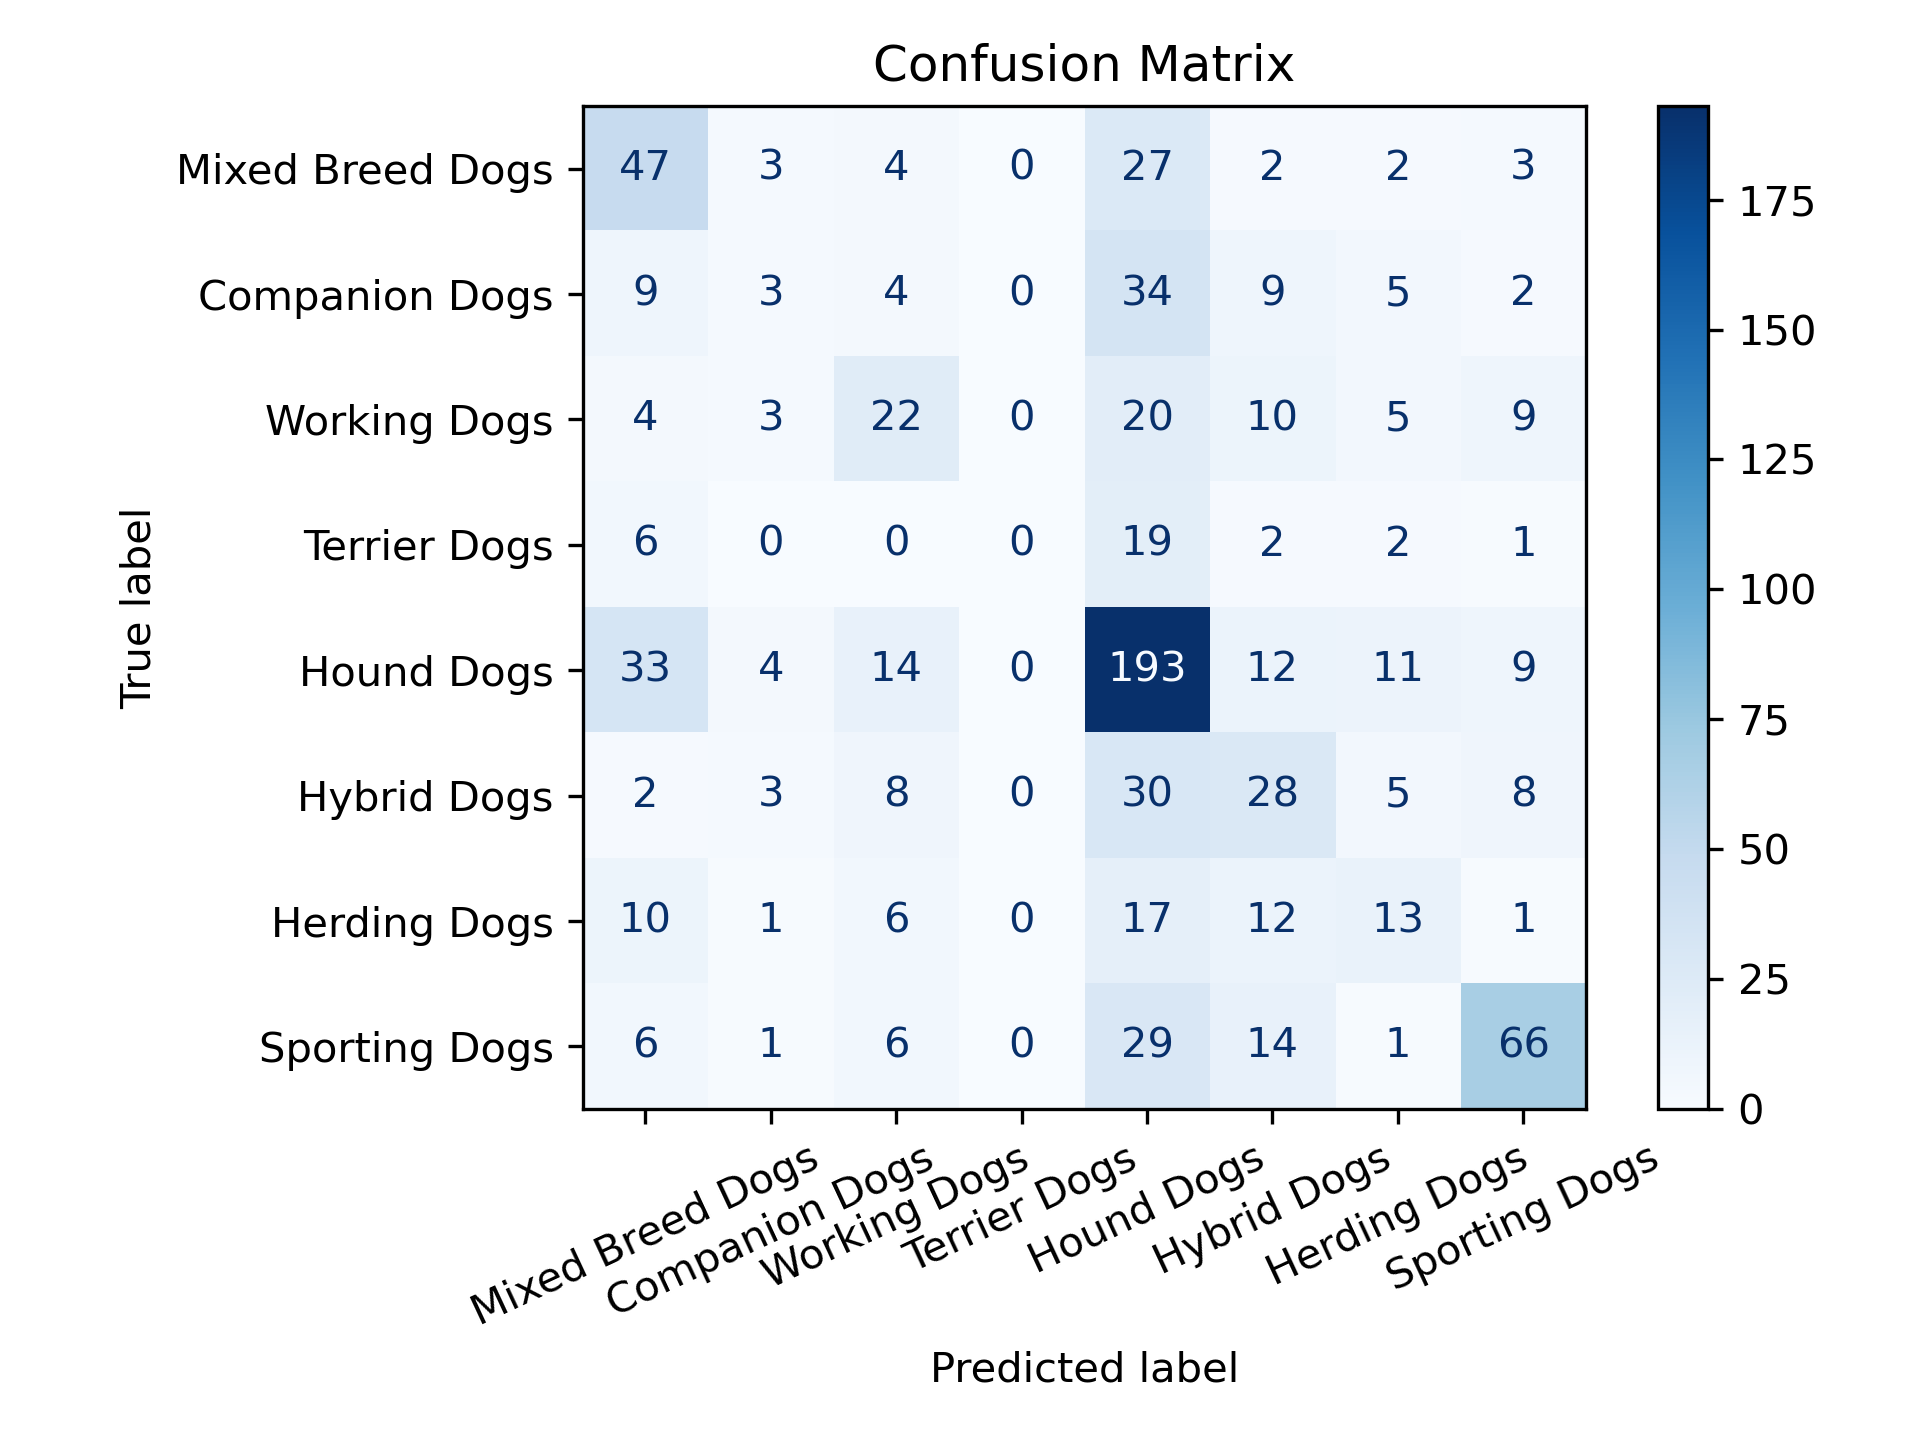 Confusion Matrix
Mixed Breed Dogs 47 3 4 0 27 2 2 3
Companion Dogs 9 3 4 0 34 9 5 2
Working Dogs 4 3 22 0 20 10 5 9
Terrier Dogs 6 0 0 0 19 2 2 1
Hound Dogs 33 4 14 0 193 12 11 9
Hybrid Dogs 2 3 8 0 30 28 5 8
Herding Dogs 10 1 6 0 17 12 13 1
Sporting Dogs 6 1 6 0 29 14 1 66
True label
Mixed Breed Dogs
Companion Dogs
Working Dogs
Terrier Dogs
Hound Dogs
Hybrid Dogs
Herding Dogs
Sporting Dogs
Predicted label
175
150
125
100
75
50
25
0